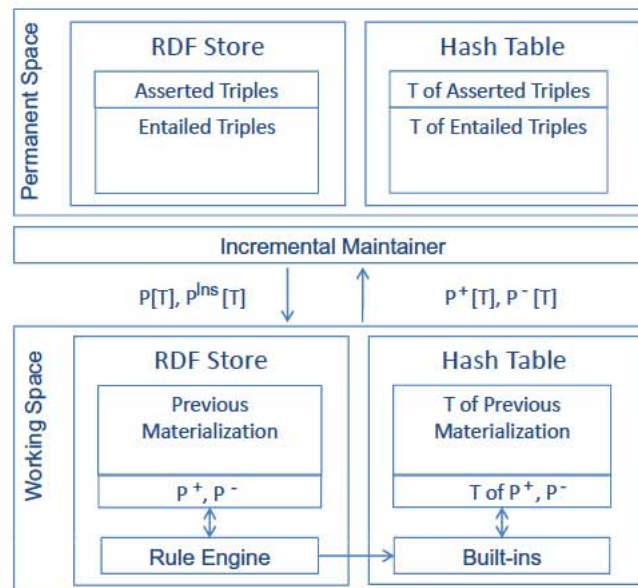 Permanent Space
RDF Store
Asserted Triples
Entailed Triples
Hash Table
T of Asserted Triples
T of Entailed Triples
Incremental Maintainer
P[T], P^Ins [T]
P^+ [T], P^- [T]
Working Space
RDF Store
Previous
Materialization
P^+, P^-
Rule Engine
Hash Table
T of Previous
Materialization
T of P^+, P^-
Built-ins